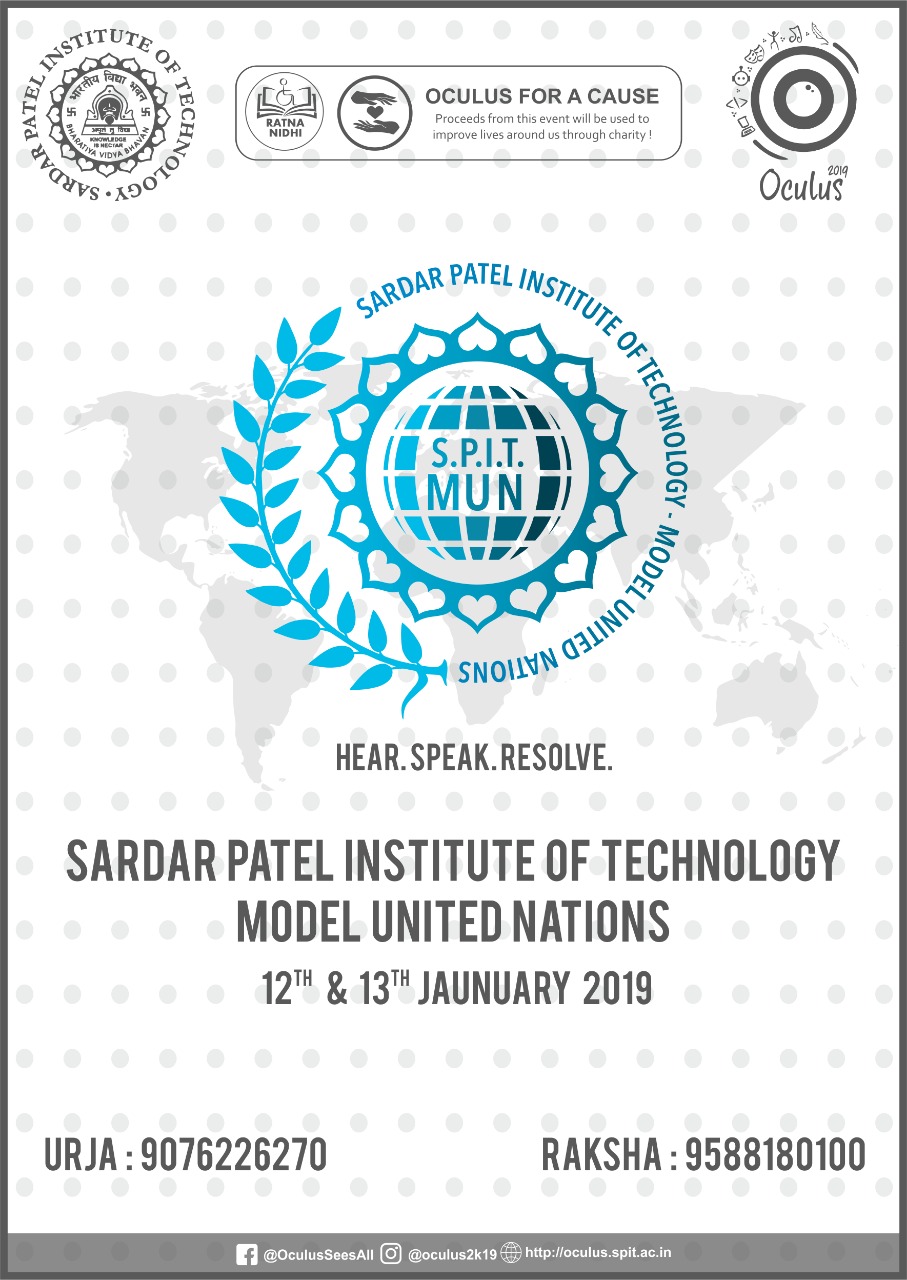 SARDAR PATEL INSTITUTE OF TECHNOLOGY
भारतीय विद्या भवन
अमृतं तु विद्या
KNOWLEDGE
IS NECTAR
BHARATIYA VIDYA BHAVAN
RATNA
NIDHI
OCULUS FOR A CAUSE
Proceeds from this event will be used to
improve lives around us through charity !
Oculus 2019
SARDAR PATEL INSTITUTE OF TECHNOLOGY - MODEL UNITED NATIONS
S.P.I.T.
MUN
HEAR. SPEAK. RESOLVE.
SARDAR PATEL INSTITUTE OF TECHNOLOGY
MODEL UNITED NATIONS
12TH & 13TH JAUNUARY 2019
URJA : 9076226270
RAKSHA : 9588180100
@OculusSeesAll @oculus2k19 http://oculus.spit.ac.in